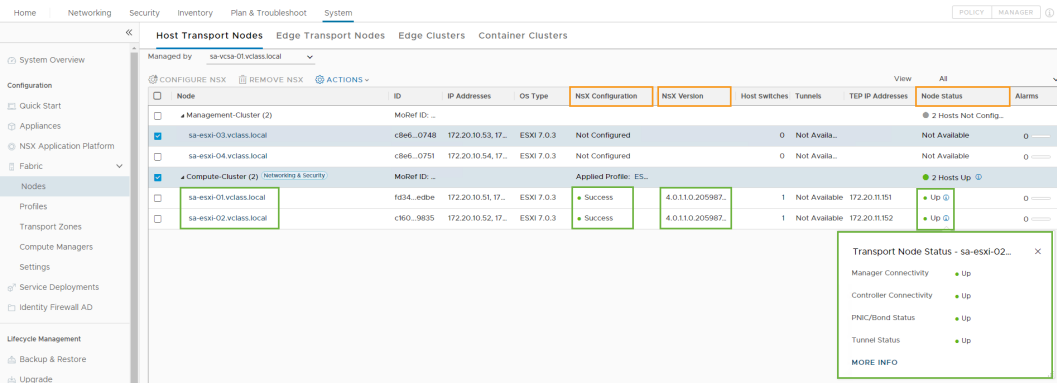 Home Networking Security Inventory Plan & Troubleshoot System POLICY MANAGER
Host Transport Nodes Edge Transport Nodes Edge Clusters Container Clusters
System Overview
Managed by sa-vcsa-01.vclass.local
Configuration
CONFIGURE NSX REMOVE NSX ACTIONS View All
Quick Start
Node ID IP Addresses OS Type NSX Configuration NSX Version Host Switches Tunnels TEP IP Addresses Node Status Alarms
Appliances
Management-Cluster (2) MoRef ID: ... 2 Hosts Not Config...
NSX Application Platform
sa-esxi-03.vclass.local c8e6...0748 172.20.10.53, 17... ESXI 7.0.3 Not Configured 0 Not Availa... Not Available 0
Fabric
sa-esxi-04.vclass.local c8e6...0751 172.20.10.54, 17... ESXI 7.0.3 Not Configured 0 Not Availa... Not Available 0
Nodes
Compute-Cluster (2) Networking & Security MoRef ID: ... Applied Profile: ES... 2 Hosts Up
Profiles
sa-esxi-01.vclass.local fd34...edbe 172.20.10.51, 17... ESXI 7.0.3 Success 4.0.1.1.0.205987... 1 Not Available 172.20.11.151 Up 0
Transport Zones
sa-esxi-02.vclass.local c160...9835 172.20.10.52, 17... ESXI 7.0.3 Success 4.0.1.1.0.205987... 1 Not Available 172.20.11.152 Up 0
Compute Managers
Settings
Service Deployments
Identity Firewall AD
Lifecycle Management
Backup & Restore
Upgrade
Transport Node Status - sa-esxi-02...
Manager Connectivity Up
Controller Connectivity Up
PNIC/Bond Status Up
Tunnel Status Up
MORE INFO